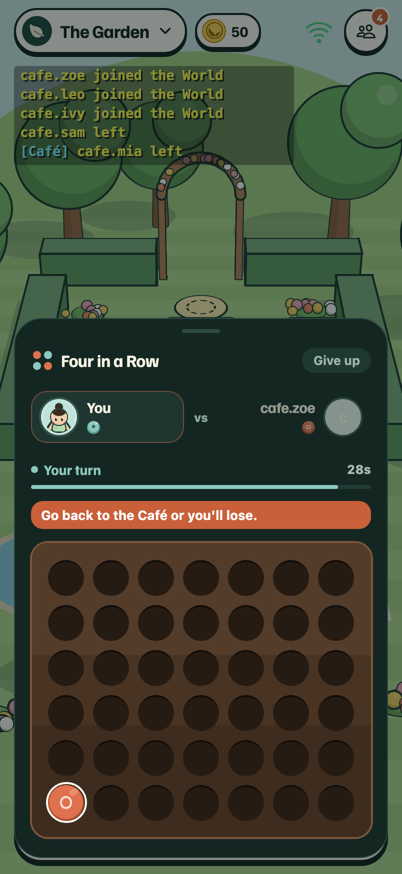 The Garden
50
4
cafe.zoe joined the World
cafe.leo joined the World
cafe.ivy joined the World
cafe.sam left
[Café] cafe.mia left
Four in a Row
Give up
You
vs
cafe.zoe
Your turn
28s
Go back to the Café or you'll lose.